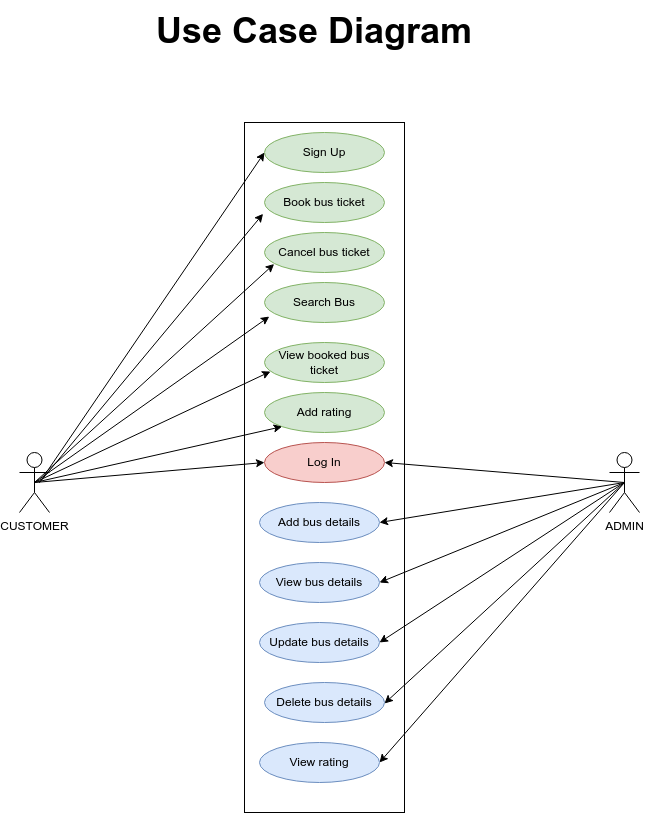 Use Case Diagram
Sign Up
Book bus ticket
Cancel bus ticket
Search Bus
View booked bus
ticket
Add rating
Log In
CUSTOMER
ADMIN
Add bus details
View bus details
Update bus details
Delete bus details
View rating